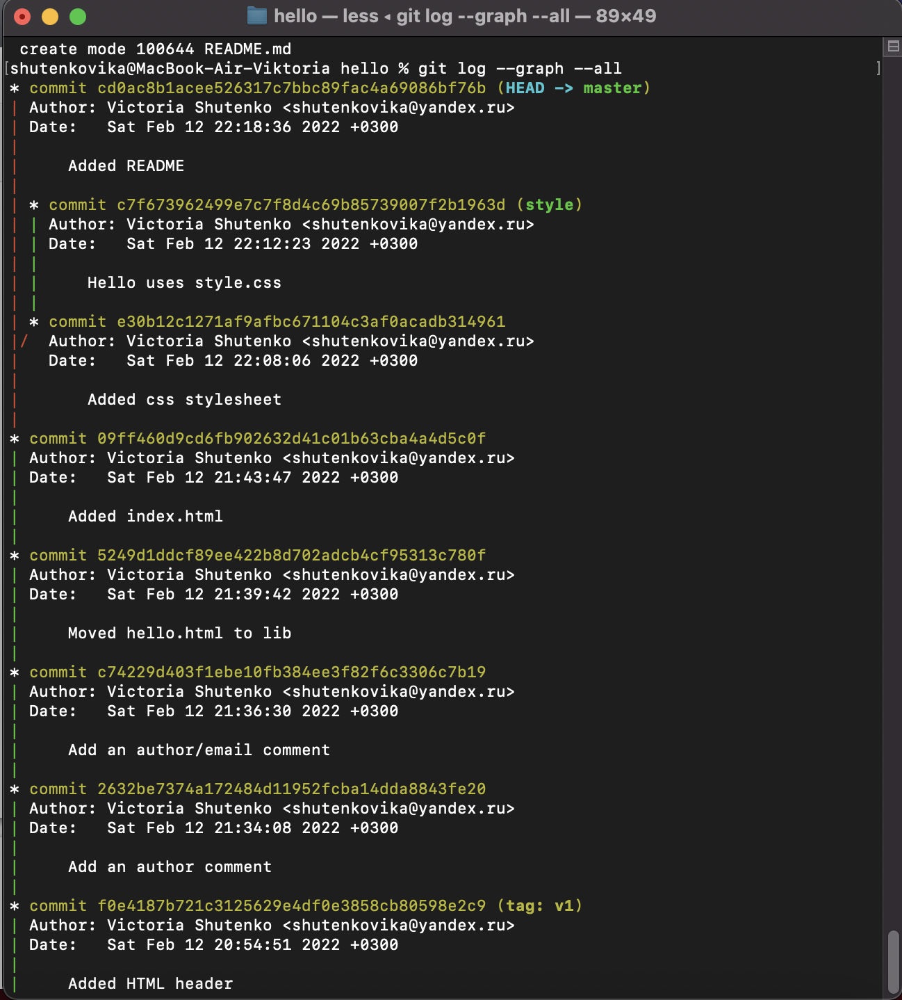 hello — less ◂ git log --graph --all — 89×49
create mode 100644 README.md
[shutenkovika@MacBook-Air-Viktoria hello % git log --graph --all ]
* commit cd0ac8b1acee526317c7bbc89fac4a69086bf76b (HEAD -> master)
| Author: Victoria Shutenko <shutenkovika@yandex.ru>
| Date:   Sat Feb 12 22:18:36 2022 +0300
|
|     Added README
|
| * commit c7f673962499e7c7f8d4c69b85739007f2b1963d (style)
| | Author: Victoria Shutenko <shutenkovika@yandex.ru>
| | Date:   Sat Feb 12 22:12:23 2022 +0300
| |
| |     Hello uses style.css
| |
| * commit e30b12c1271af9afbc671104c3af0acadb314961
|/  Author: Victoria Shutenko <shutenkovika@yandex.ru>
|   Date:   Sat Feb 12 22:08:06 2022 +0300
|
|       Added css stylesheet
|
* commit 09ff460d9cd6fb902632d41c01b63cba4a4d5c0f
| Author: Victoria Shutenko <shutenkovika@yandex.ru>
| Date:   Sat Feb 12 21:43:47 2022 +0300
|
|     Added index.html
|
* commit 5249d1ddcf89ee422b8d702adcb4cf95313c780f
| Author: Victoria Shutenko <shutenkovika@yandex.ru>
| Date:   Sat Feb 12 21:39:42 2022 +0300
|
|     Moved hello.html to lib
|
* commit c74229d403f1ebe10fb384ee3f82f6c3306c7b19
| Author: Victoria Shutenko <shutenkovika@yandex.ru>
| Date:   Sat Feb 12 21:36:30 2022 +0300
|
|     Add an author/email comment
|
* commit 2632be7374a172484d11952fcba14dda8843fe20
| Author: Victoria Shutenko <shutenkovika@yandex.ru>
| Date:   Sat Feb 12 21:34:08 2022 +0300
|
|     Add an author comment
|
* commit f0e4187b721c3125629e4df0e3858cb80598e2c9 (tag: v1)
| Author: Victoria Shutenko <shutenkovika@yandex.ru>
| Date:   Sat Feb 12 20:54:51 2022 +0300
|
|     Added HTML header